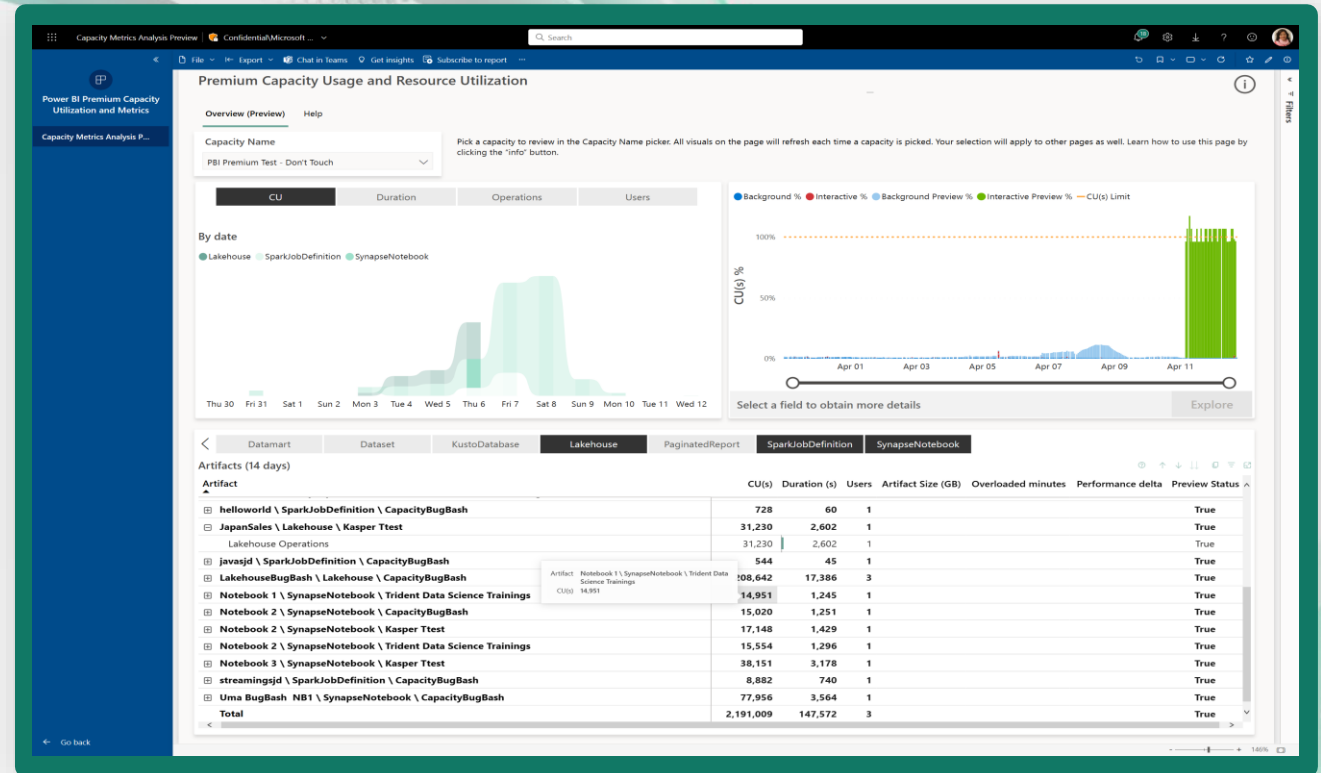 Capacity Metrics Analysis Preview
Confidential\Microsoft ...
Search
?
File
Export
Chat in Teams
Get insights
Subscribe to report
...
Power BI Premium Capacity
Utilization and Metrics
Capacity Metrics Analysis P...
Go back
Premium Capacity Usage and Resource Utilization
Overview (Preview) Help
Capacity Name
PBI Premium Test - Don't Touch
Pick a capacity to review in the Capacity Name picker. All visuals on the page will refresh each time a capacity is picked. Your selection will apply to other pages as well. Learn how to use this page by
clicking the "info" button.
Filters
CU Duration Operations Users
By date
Lakehouse SparkJobDefinition SynapseNotebook
Thu 30 Fri 31 Sat 1 Sun 2 Mon 3 Tue 4 Wed 5 Thu 6 Fri 7 Sat 8 Sun 9 Mon 10 Tue 11 Wed 12
Background % Interactive % Background Preview % Interactive Preview % CU(s) Limit
CU(s) %
100%
50%
0%
Apr 01 Apr 03 Apr 05 Apr 07 Apr 09 Apr 11
Select a field to obtain more details Explore
Datamart Dataset KustoDatabase Lakehouse PaginatedReport SparkJobDefinition SynapseNotebook
Artifacts (14 days)
Artifact CU(s) Duration (s) Users Artifact Size (GB) Overloaded minutes Performance delta Preview Status
helloworld \ SparkJobDefinition \ CapacityBugBash 728 60 1 True
JapanSales \ Lakehouse \ Kasper Ttest 31,230 2,602 1 True
Lakehouse Operations 31,230 2,602 1 True
javasjd \ SparkJobDefinition \ CapacityBugBash 544 45 1 True
LakehouseBugBash \ Lakehouse \ CapacityBugBash 208,642 17,386 3 True
Notebook 1 \ SynapseNotebook \ Trident Data Science Trainings 14,951 1,245 1 True
Notebook 2 \ SynapseNotebook \ CapacityBugBash 15,020 1,251 1 True
Notebook 2 \ SynapseNotebook \ Kasper Ttest 17,148 1,429 1 True
Notebook 2 \ SynapseNotebook \ Trident Data Science Trainings 15,554 1,296 1 True
Notebook 3 \ SynapseNotebook \ Kasper Ttest 38,151 3,178 1 True
streamingsjd \ SparkJobDefinition \ CapacityBugBash 8,882 740 1 True
Uma BugBash NB1 \ SynapseNotebook \ CapacityBugBash 77,956 3,564 1 True
Total 2,191,009 147,572 3 True
Artifact Notebook 1 \ SynapseNotebook \ Trident Data
Science Trainings
CU(s) 14,951
146%